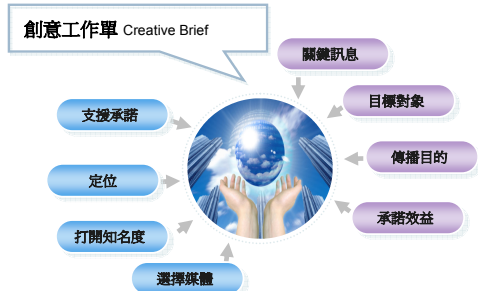 創意工作單 Creative Brief
關鍵訊息
目標對象
傳播目的
承諾效益
支援承諾
定位
打開知名度
選擇媒體